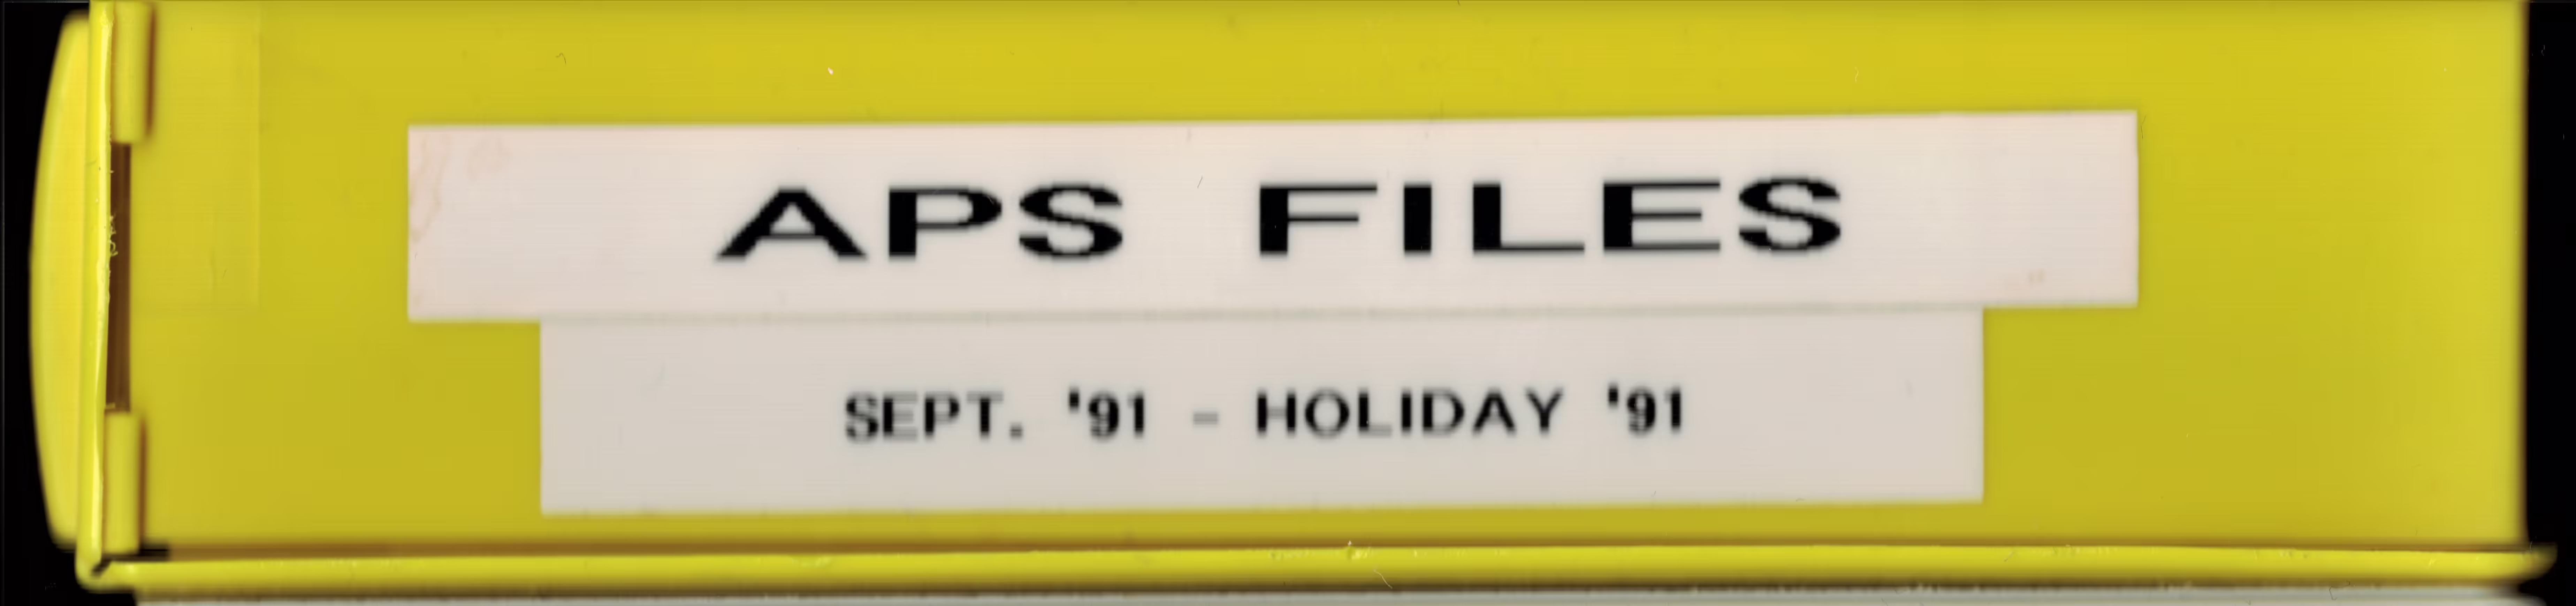 APS FILES
SEPT. '91 - HOLIDAY '91